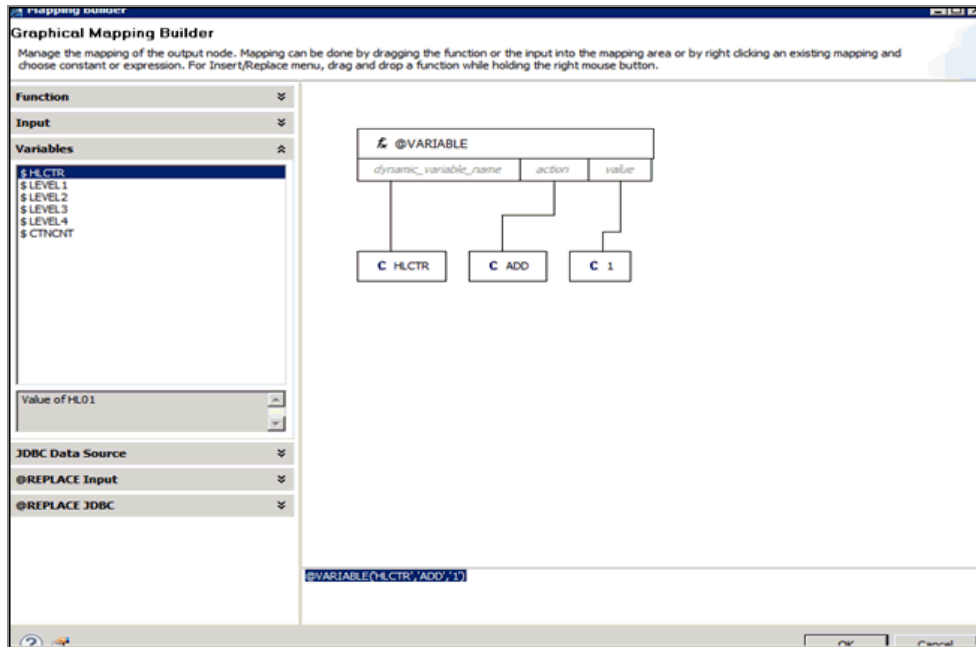 Mapping Builder
Graphical Mapping Builder
Manage the mapping of the output node. Mapping can be done by dragging the function or the input into the mapping area or by right clicking an existing mapping and
choose constant or expression. For Insert/Replace menu, drag and drop a function while holding the right mouse button.
Function
Input
Variables
$ HLCTR
$ LEVEL1
$ LEVEL2
$ LEVEL3
$ LEVEL4
$ CTNCNT
Value of HL01
JDBC Data Source
@REPLACE Input
@REPLACE JDBC
fx @VARIABLE
dynamic_variable_name action value
C HLCTR C ADD C 1
@VARIABLE('HLCTR','ADD','1')
OK Cancel